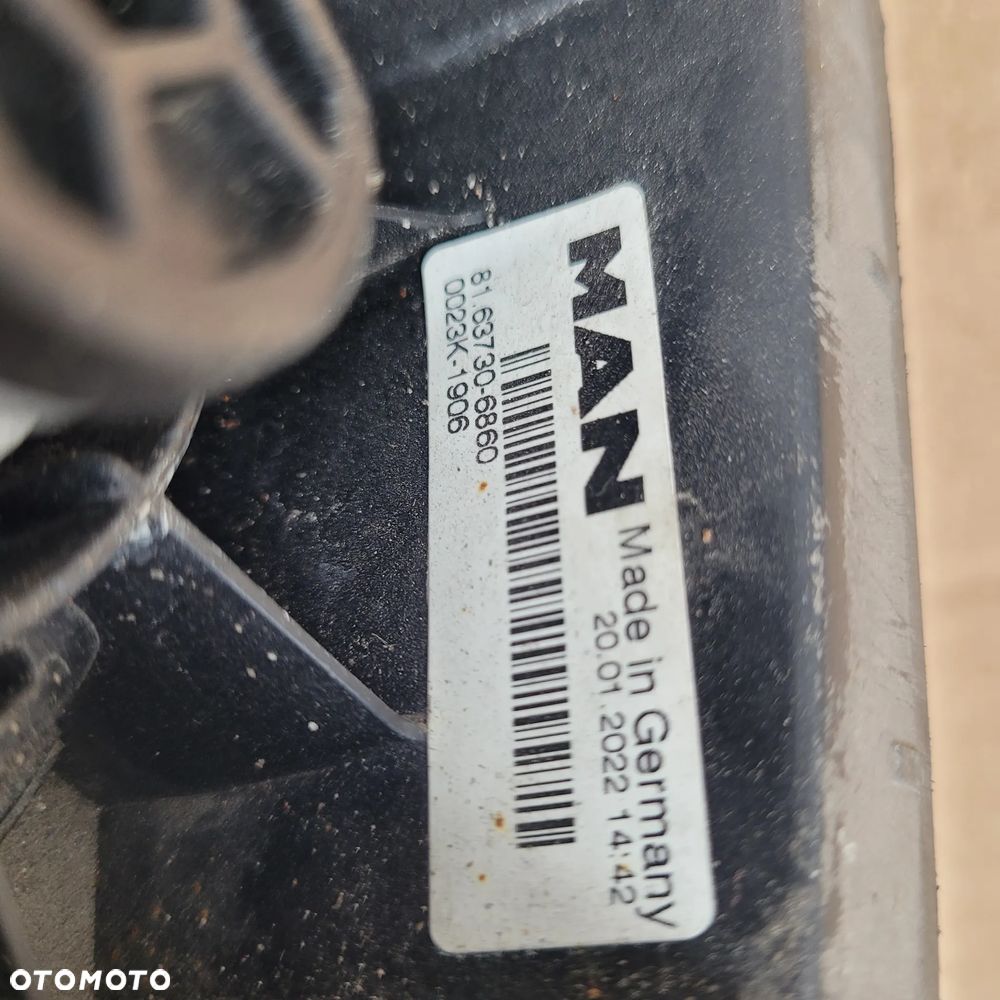 MAN Made in Germany
20.01.2022 14:42
81.63730-6860
0023K-1906
OTOMOTO